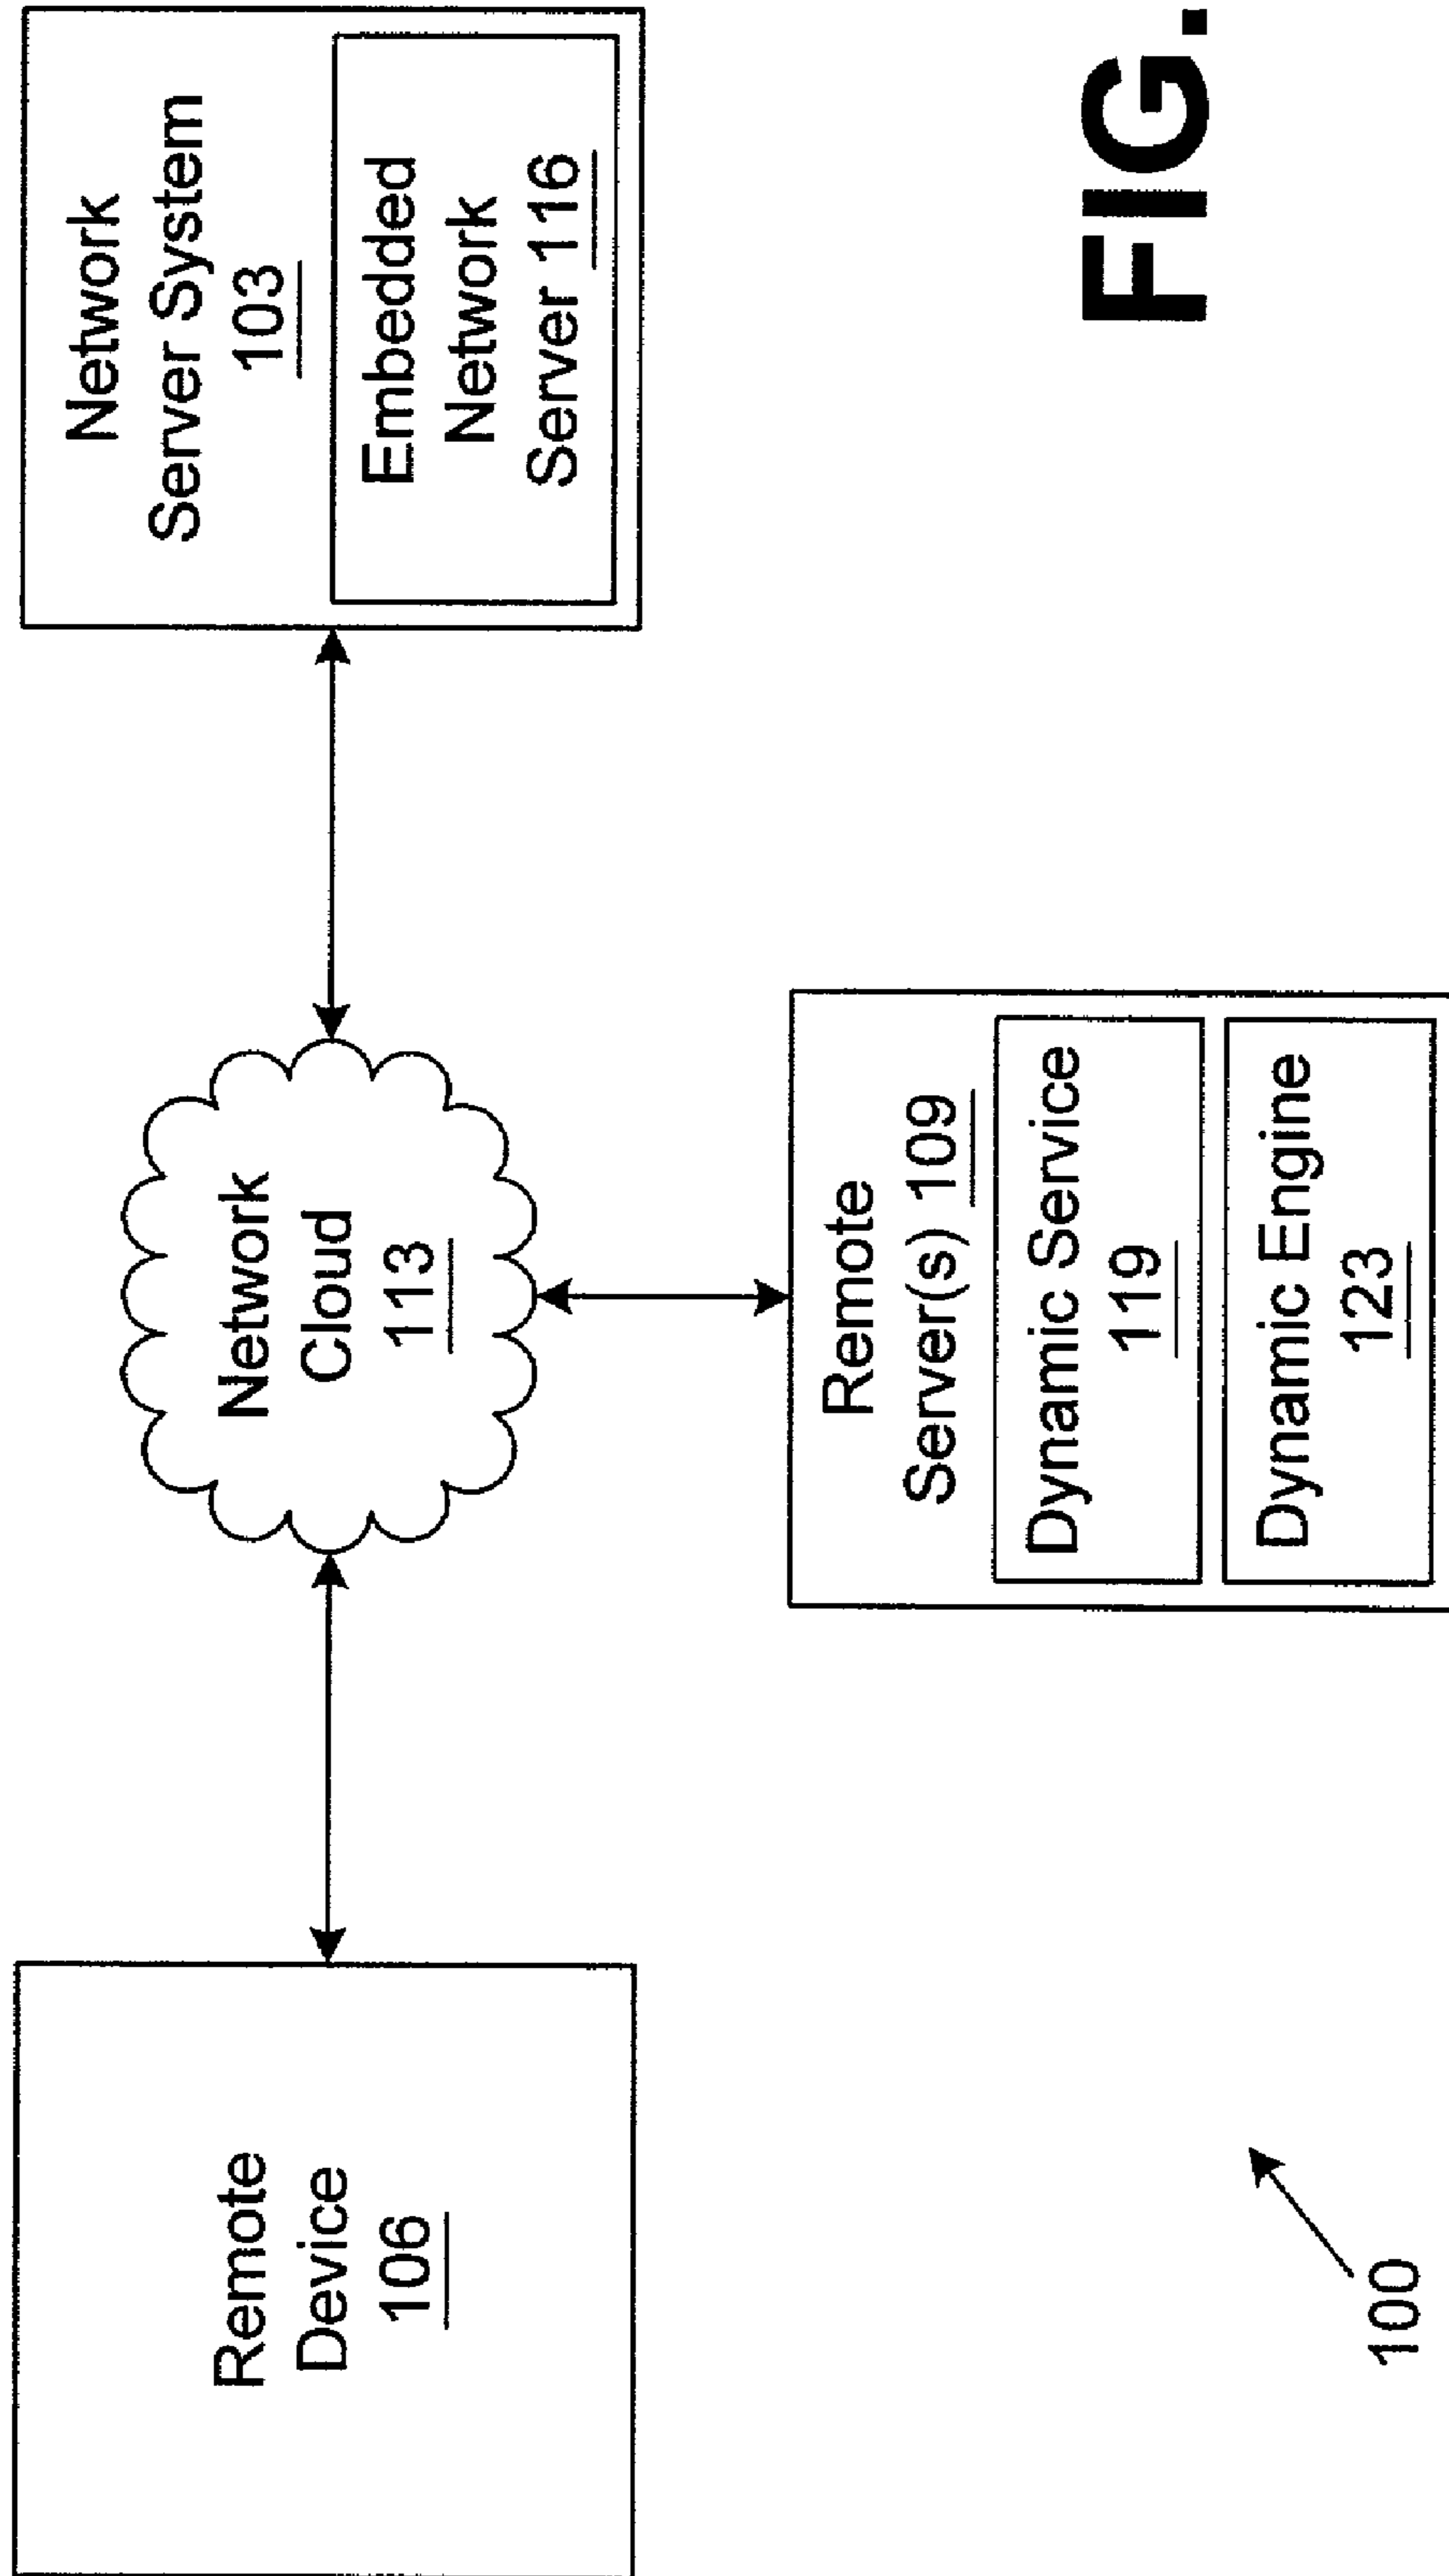 Remote
Device
106
Network
Cloud
113
Network
Server System
103
Embedded
Network
Server 116
Remote
Server(s) 109
Dynamic Service
119
Dynamic Engine
123
100
FIG.